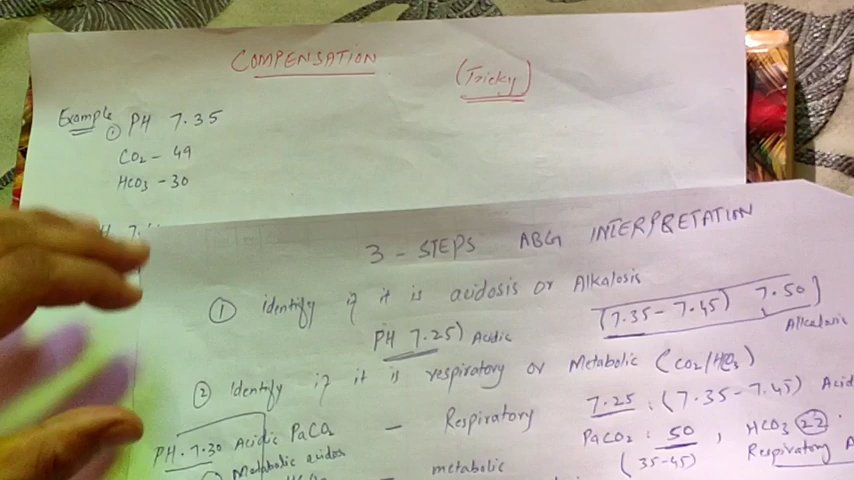 COMPENSATION
(Tricky)
Example
① PH 7.35
CO2 - 49
HCO3 - 30
H 7.
3 - STEPS ABG INTERPRETATION
① identify if it is acidosis or Alkalosis
PH 7.25) Acidic
(7.35 - 7.45) 7.50)
Alkalosis
② Identify if it is respiratory or Metabolic (CO2/HCO3)
PH. 7.30 Acidic PaCO2 - Respiratory
7.25 : (7.35-7.45) Acid
PaCO2 : 50 , HCO3 22.
Metabolic acidos
- metabolic
(35-45)
Respiratory A